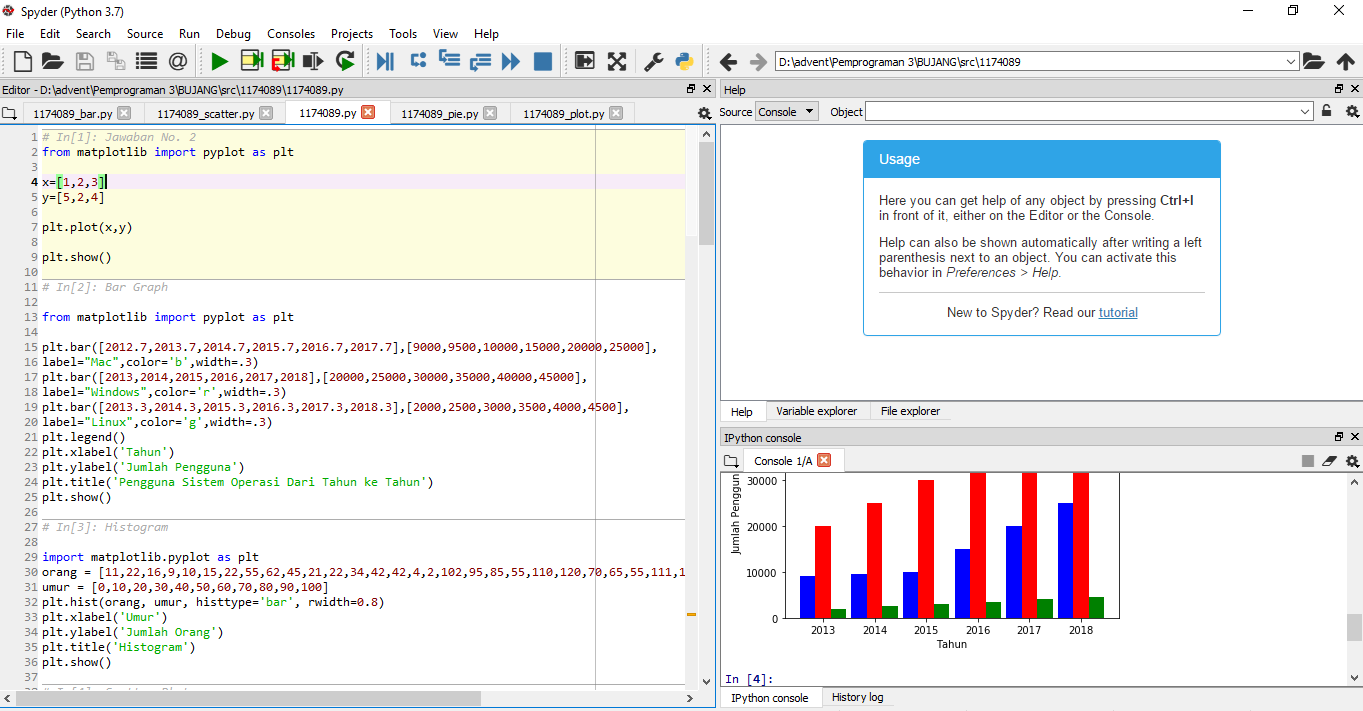 Spyder (Python 3.7)
File Edit Search Source Run Debug Consoles Projects Tools View Help
D:\advent\Pemprograman 3\BUJANG\src\1174089
Editor - D:\advent\Pemprograman 3\BUJANG\src\1174089\1174089.py
1174089_bar.py 1174089_scatter.py 1174089.py 1174089_pie.py 1174089_plot.py
1 # In[1]: Jawaban No. 2
2 from matplotlib import pyplot as plt
3
4 x=[1,2,3]
5 y=[5,2,4]
6
7 plt.plot(x,y)
8
9 plt.show()
10
11 # In[2]: Bar Graph
12
13 from matplotlib import pyplot as plt
14
15 plt.bar([2012.7,2013.7,2014.7,2015.7,2016.7,2017.7],[9000,9500,10000,15000,20000,25000],
16 label="Mac",color='b',width=.3)
17 plt.bar([2013,2014,2015,2016,2017,2018],[20000,25000,30000,35000,40000,45000],
18 label="Windows",color='r',width=.3)
19 plt.bar([2013.3,2014.3,2015.3,2016.3,2017.3,2018.3],[2000,2500,3000,3500,4000,4500],
20 label="Linux",color='g',width=.3)
21 plt.legend()
22 plt.xlabel('Tahun')
23 plt.ylabel('Jumlah Pengguna')
24 plt.title('Pengguna Sistem Operasi Dari Tahun ke Tahun')
25 plt.show()
26
27 # In[3]: Histogram
28
29 import matplotlib.pyplot as plt
30 orang = [11,22,16,9,10,15,22,55,62,45,21,22,34,42,42,4,2,102,95,85,55,110,120,70,65,55,111,1
31 umur = [0,10,20,30,40,50,60,70,80,90,100]
32 plt.hist(orang, umur, histtype='bar', rwidth=0.8)
33 plt.xlabel('Umur')
34 plt.ylabel('Jumlah Orang')
35 plt.title('Histogram')
36 plt.show()
37
Help
Source Console Object
Usage
Here you can get help of any object by pressing Ctrl+I
in front of it, either on the Editor or the Console.
Help can also be shown automatically after writing a left
parenthesis next to an object. You can activate this
behavior in Preferences > Help.
New to Spyder? Read our tutorial
Help Variable explorer File explorer
IPython console
Console 1/A
Jumlah Penggun
30000
20000
10000
0
2013 2014 2015 2016 2017 2018
Tahun
In [4]:
IPython console History log